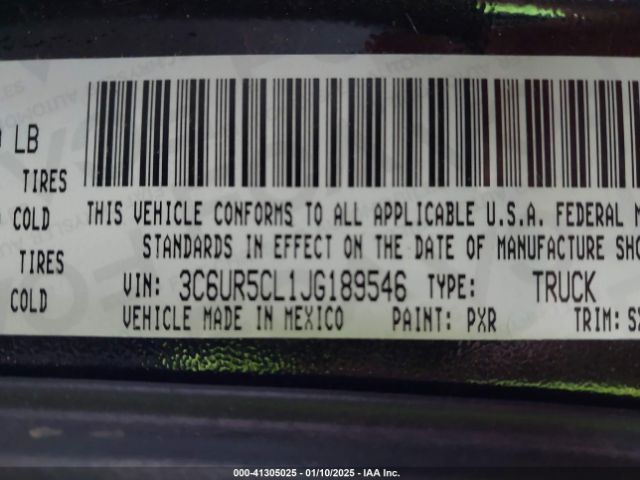 LB
TIRES
COLD
TIRES
COLD
THIS VEHICLE CONFORMS TO ALL APPLICABLE U.S.A. FEDERAL
STANDARDS IN EFFECT ON THE DATE OF MANUFACTURE
VIN: 3C6UR5CL1JG189546 TYPE: TRUCK
VEHICLE MADE IN MEXICO PAINT: PXR TRIM:
000-41305025 - 01/10/2025 - IAA Inc.